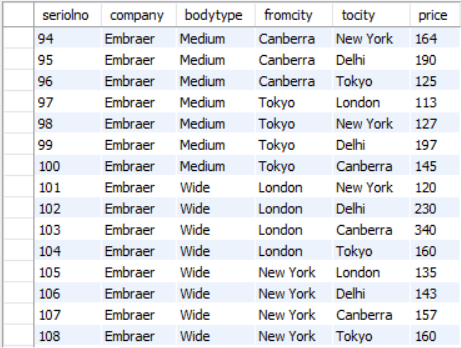 seriolno company bodytype fromcity tocity price
94 Embraer Medium Canberra New York 164
95 Embraer Medium Canberra Delhi 190
96 Embraer Medium Canberra Tokyo 125
97 Embraer Medium Tokyo London 113
98 Embraer Medium Tokyo New York 127
99 Embraer Medium Tokyo Delhi 197
100 Embraer Medium Tokyo Canberra 145
101 Embraer Wide London New York 120
102 Embraer Wide London Delhi 230
103 Embraer Wide London Canberra 340
104 Embraer Wide London Tokyo 160
105 Embraer Wide New York London 135
106 Embraer Wide New York Delhi 143
107 Embraer Wide New York Canberra 157
108 Embraer Wide New York Tokyo 160